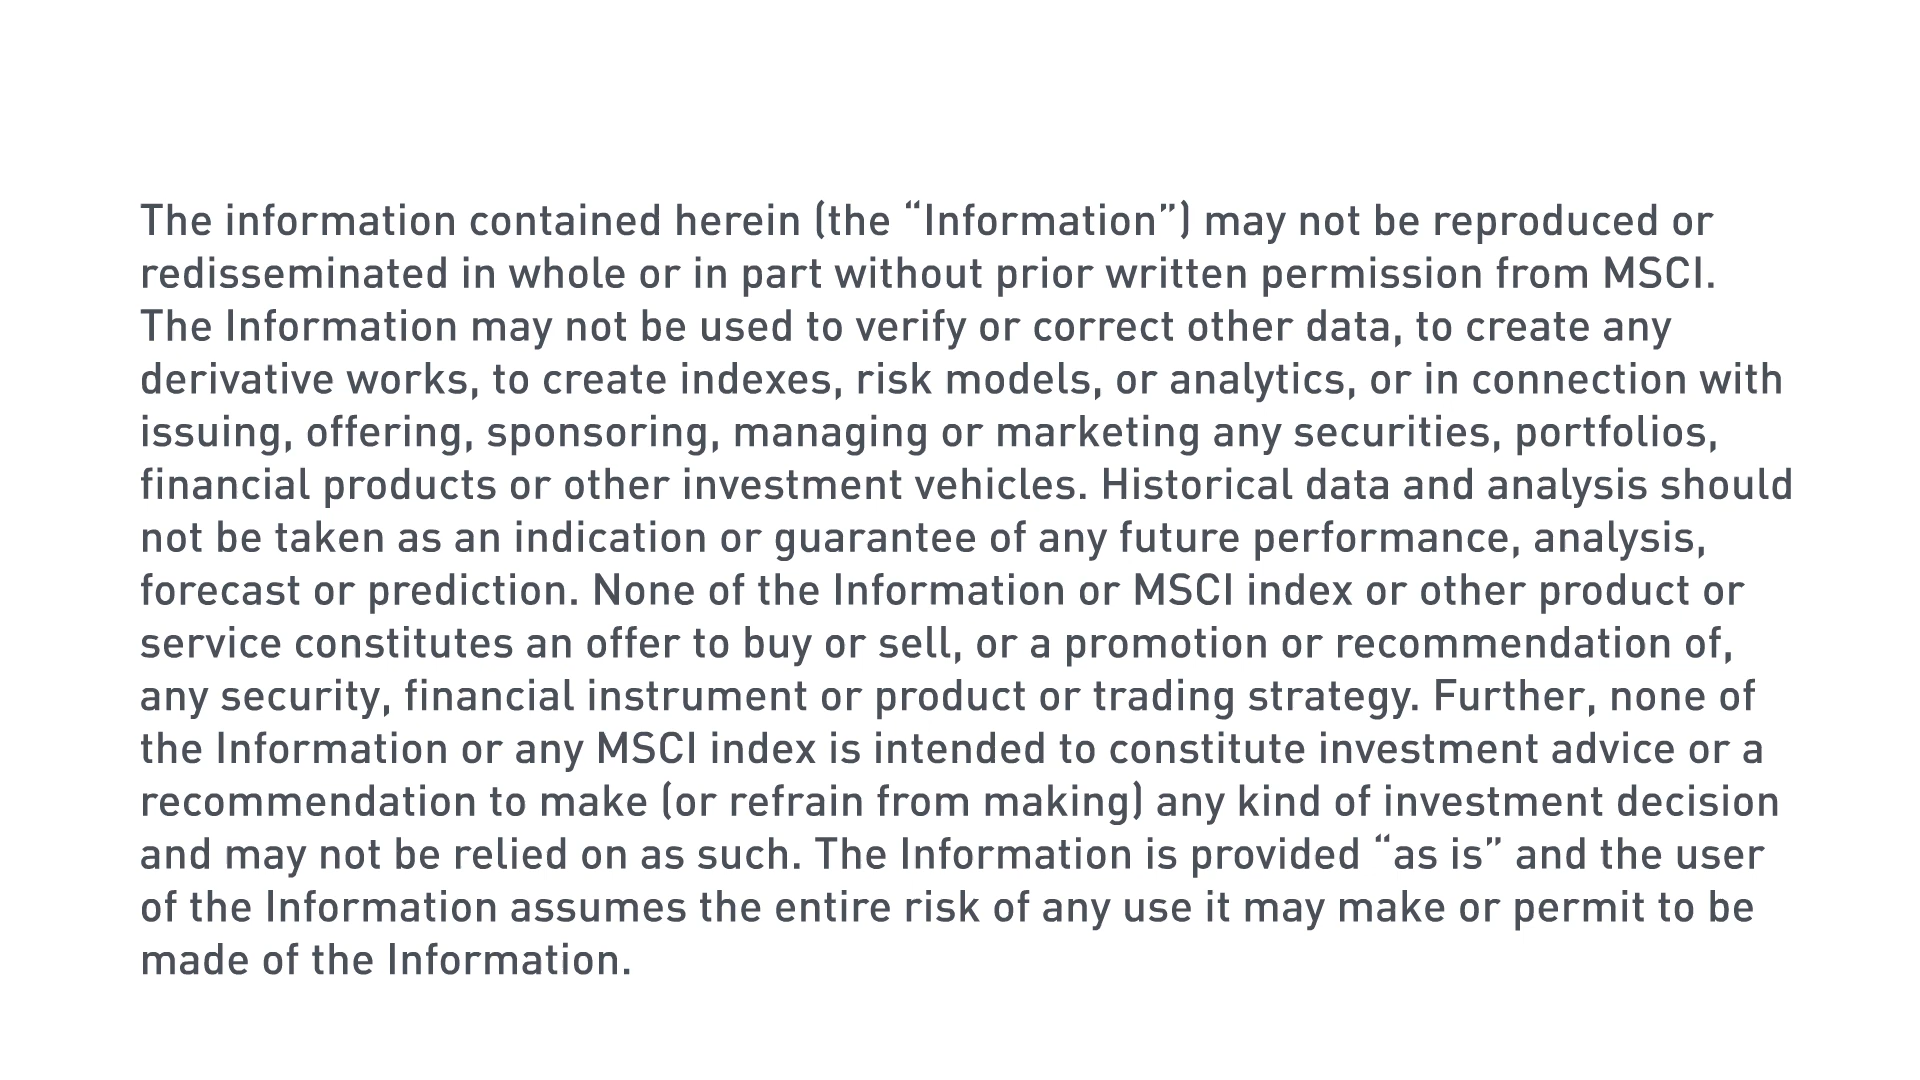 The information contained herein (the “Information”) may not be reproduced or
redisseminated in whole or in part without prior written permission from MSCI.
The Information may not be used to verify or correct other data, to create any
derivative works, to create indexes, risk models, or analytics, or in connection with
issuing, offering, sponsoring, managing or marketing any securities, portfolios,
financial products or other investment vehicles. Historical data and analysis should
not be taken as an indication or guarantee of any future performance, analysis,
forecast or prediction. None of the Information or MSCI index or other product or
service constitutes an offer to buy or sell, or a promotion or recommendation of,
any security, financial instrument or product or trading strategy. Further, none of
the Information or any MSCI index is intended to constitute investment advice or a
recommendation to make (or refrain from making) any kind of investment decision
and may not be relied on as such. The Information is provided “as is” and the user
of the Information assumes the entire risk of any use it may make or permit to be
made of the Information.